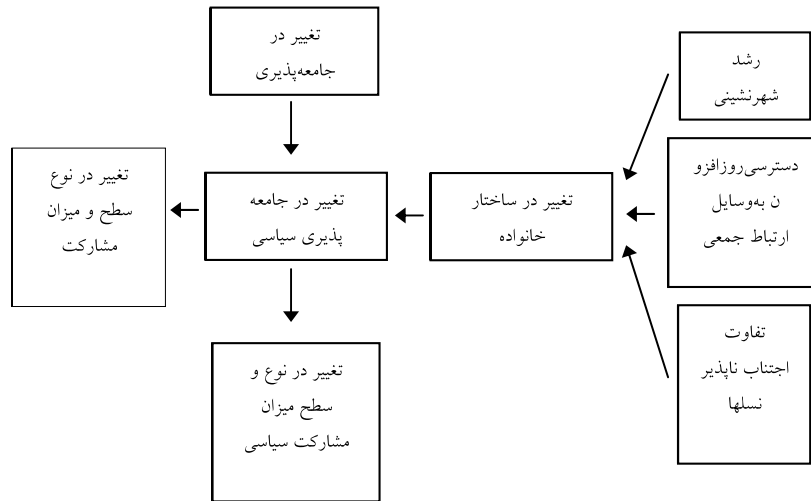 تغییر در
جامعه‌پذیری
رشد
شهرنشینی
دسترسی‌روزافزو
ن به‌وسایل
ارتباط جمعی
تفاوت
اجتناب ناپذیر
نسلها
تغییر در ساختار
خانواده
تغییر در جامعه
پذیری سیاسی
تغییر در نوع
سطح و میزان
مشارکت
تغییر در نوع و
سطح میزان
مشارکت سیاسی